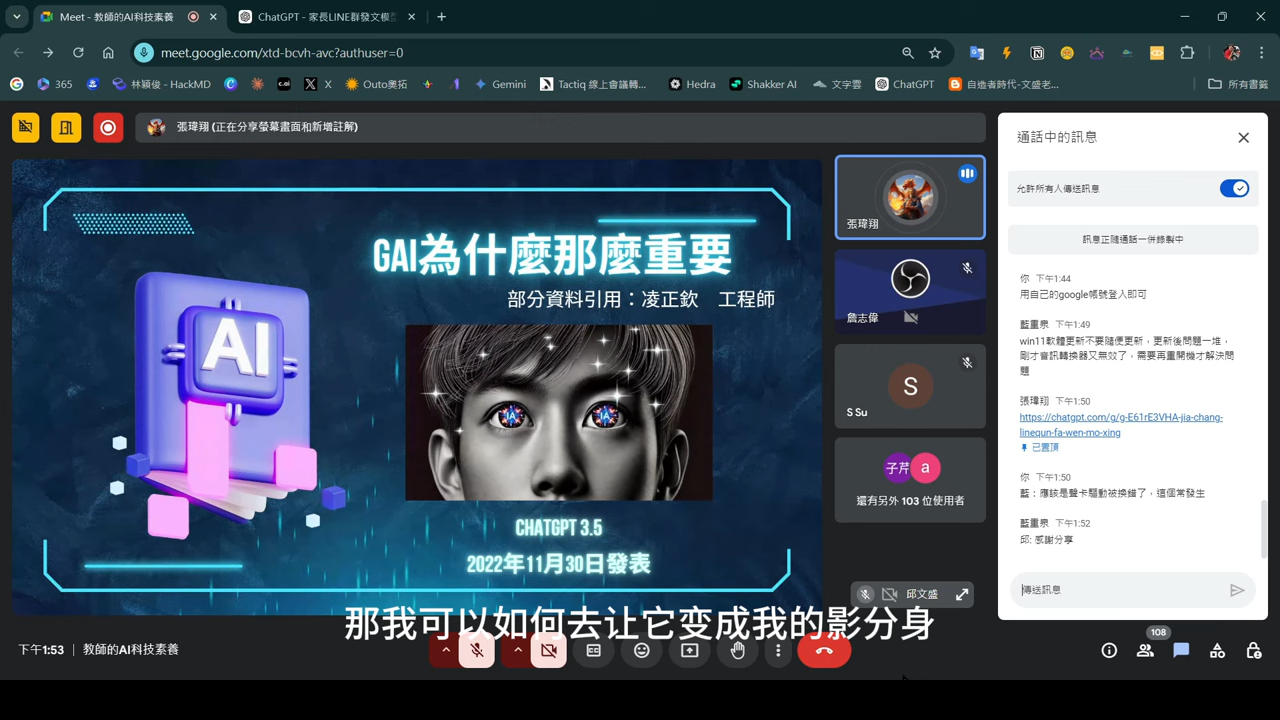 Meet - 教師的AI科技素養
ChatGPT - 家長LINE群發文模型
meet.google.com/xtd-bcvh-avc?authuser=0
365
林穎俊 - HackMD
c.ai
X
Outo奧拓
Gemini
Tactiq 線上會議轉...
Hedra
Shakker AI
文字雲
ChatGPT
自造者時代-文盛老...
所有書籤
張瑋翔 (正在分享螢幕畫面和新增註解)
GAI為什麼那麼重要
部分資料引用：凌正欽 工程師
AI
IA
IA
CHATGPT 3.5
2022年11月30日發表
張瑋翔
詹志偉
S
S Su
子芹
a
還有另外 103 位使用者
邱文盛
通話中的訊息
允許所有人傳送訊息
訊息正隨通話一併錄製中
你 下午1:44
用自己的google帳號登入即可
藍重泉 下午1:49
win11軟體更新不要隨便更新，更新後問題一堆，
剛才音訊轉換器又無效了，需要再重開機才解決問
題
張瑋翔 下午1:50
https://chatgpt.com/g/g-E61rE3VHA-jia-chang-
linequn-fa-wen-mo-xing
已置頂
你 下午1:50
藍：應該是聲卡驅動被換錯了，這個常發生
藍重泉 下午1:52
邱: 感謝分享
傳送訊息
那我可以如何去让它变成我的影分身
下午1:53
教師的AI科技素養
108